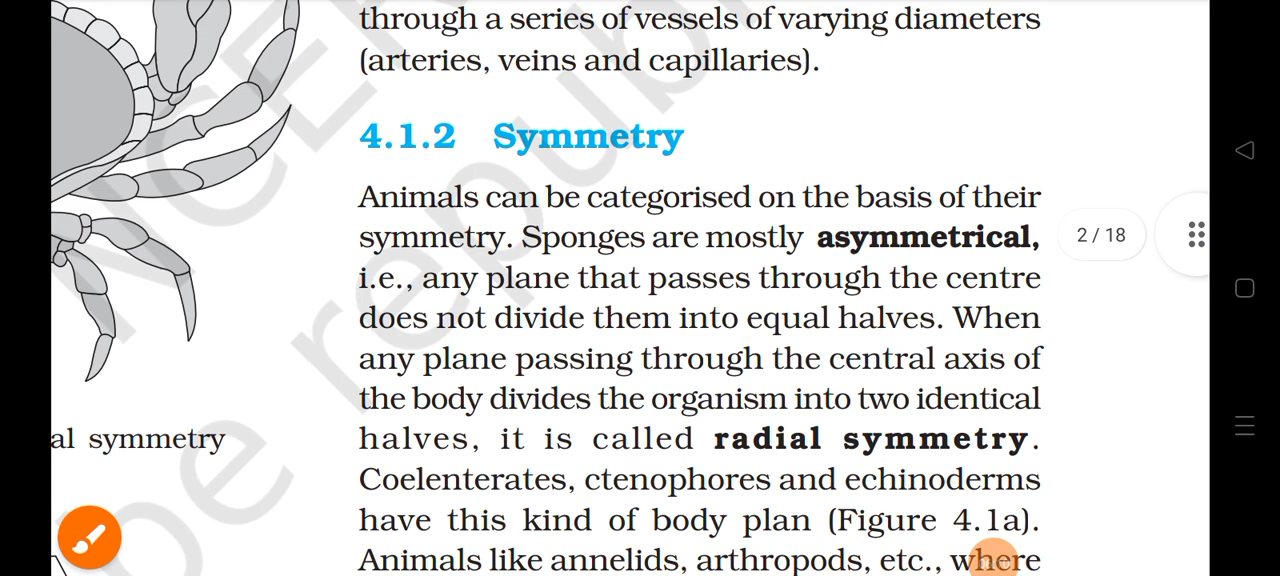 through a series of vessels of varying diameters
(arteries, veins and capillaries).
4.1.2 Symmetry
Animals can be categorised on the basis of their
symmetry. Sponges are mostly asymmetrical,
i.e., any plane that passes through the centre
does not divide them into equal halves. When
any plane passing through the central axis of
the body divides the organism into two identical
halves, it is called radial symmetry.
Coelenterates, ctenophores and echinoderms
have this kind of body plan (Figure 4.1a).
Animals like annelids, arthropods, etc., where
al symmetry
2 / 18
NCER
be republ